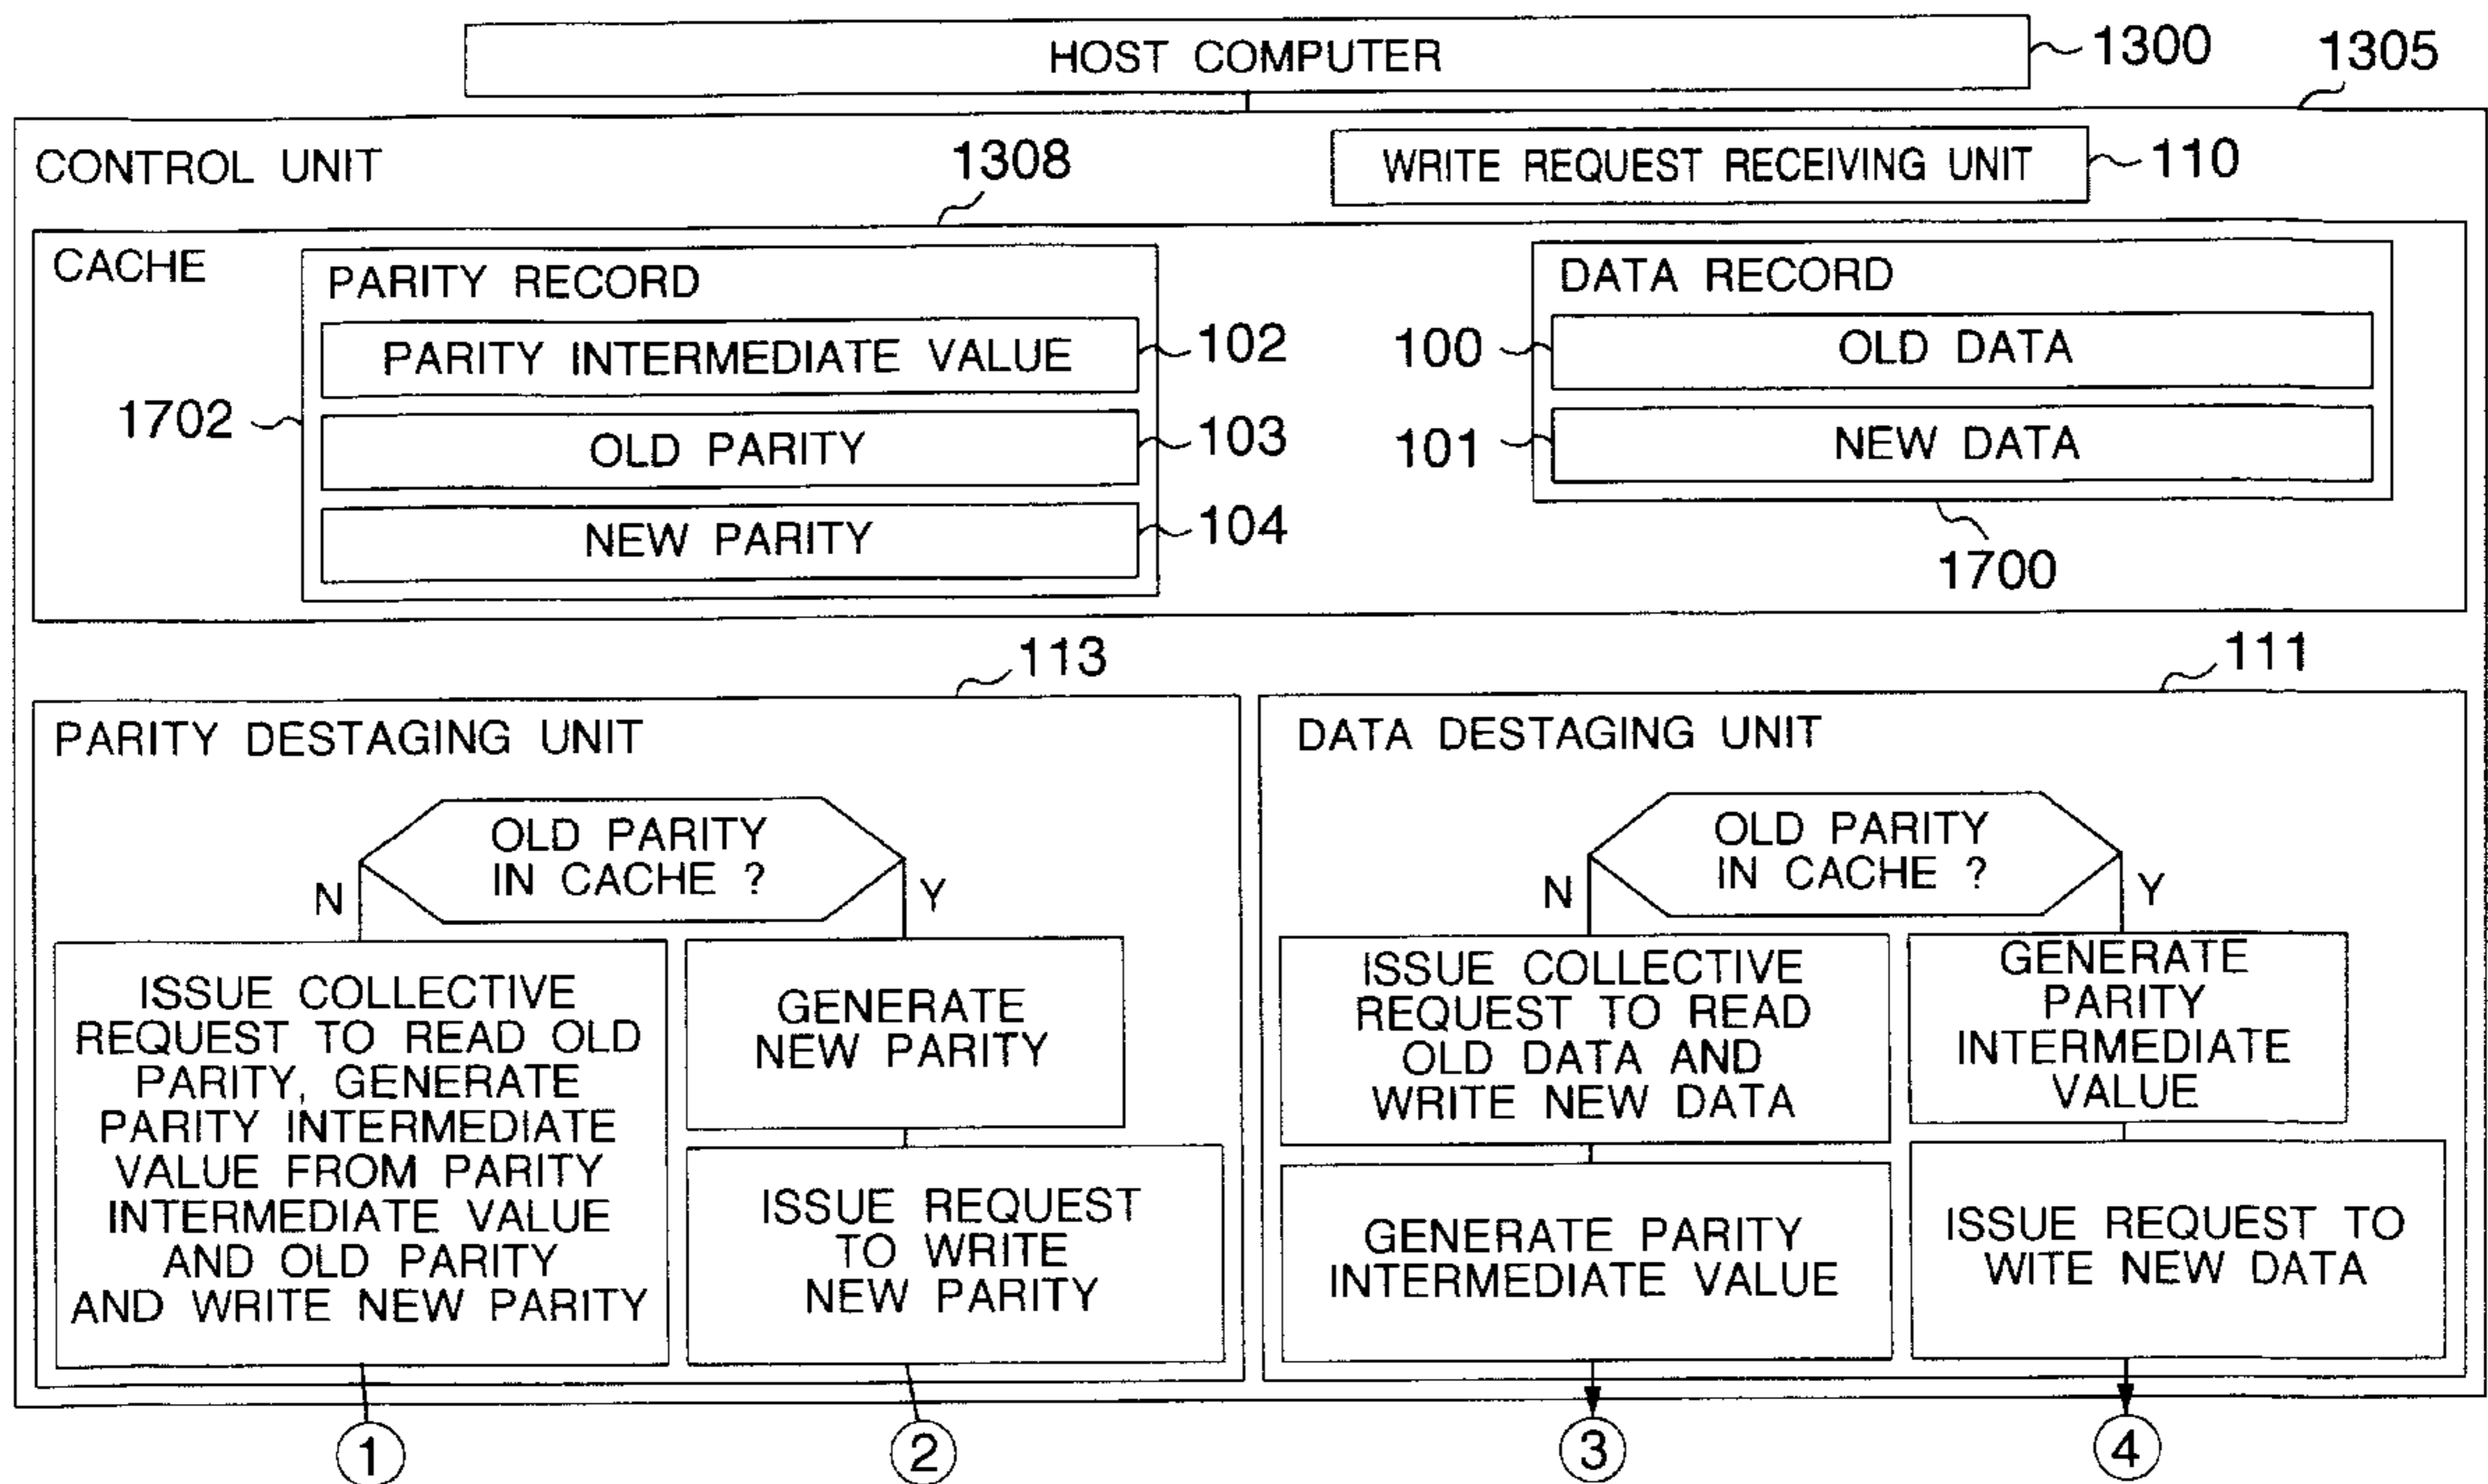 HOST COMPUTER
1300
1305
CONTROL UNIT
1308
WRITE REQUEST RECEIVING UNIT
110
CACHE
PARITY RECORD
PARITY INTERMEDIATE VALUE
102
1702
OLD PARITY
103
NEW PARITY
104
DATA RECORD
100
OLD DATA
101
NEW DATA
1700
113
PARITY DESTAGING UNIT
OLD PARITY
IN CACHE ?
N
Y
ISSUE COLLECTIVE
REQUEST TO READ OLD
PARITY, GENERATE
PARITY INTERMEDIATE
VALUE FROM PARITY
INTERMEDIATE VALUE
AND OLD PARITY
AND WRITE NEW PARITY
GENERATE
NEW PARITY
ISSUE REQUEST
TO WRITE
NEW PARITY
111
DATA DESTAGING UNIT
OLD PARITY
IN CACHE ?
N
Y
ISSUE COLLECTIVE
REQUEST TO READ
OLD DATA AND
WRITE NEW DATA
GENERATE PARITY
INTERMEDIATE VALUE
GENERATE
PARITY
INTERMEDIATE
VALUE
ISSUE REQUEST TO
WITE NEW DATA
1
2
3
4